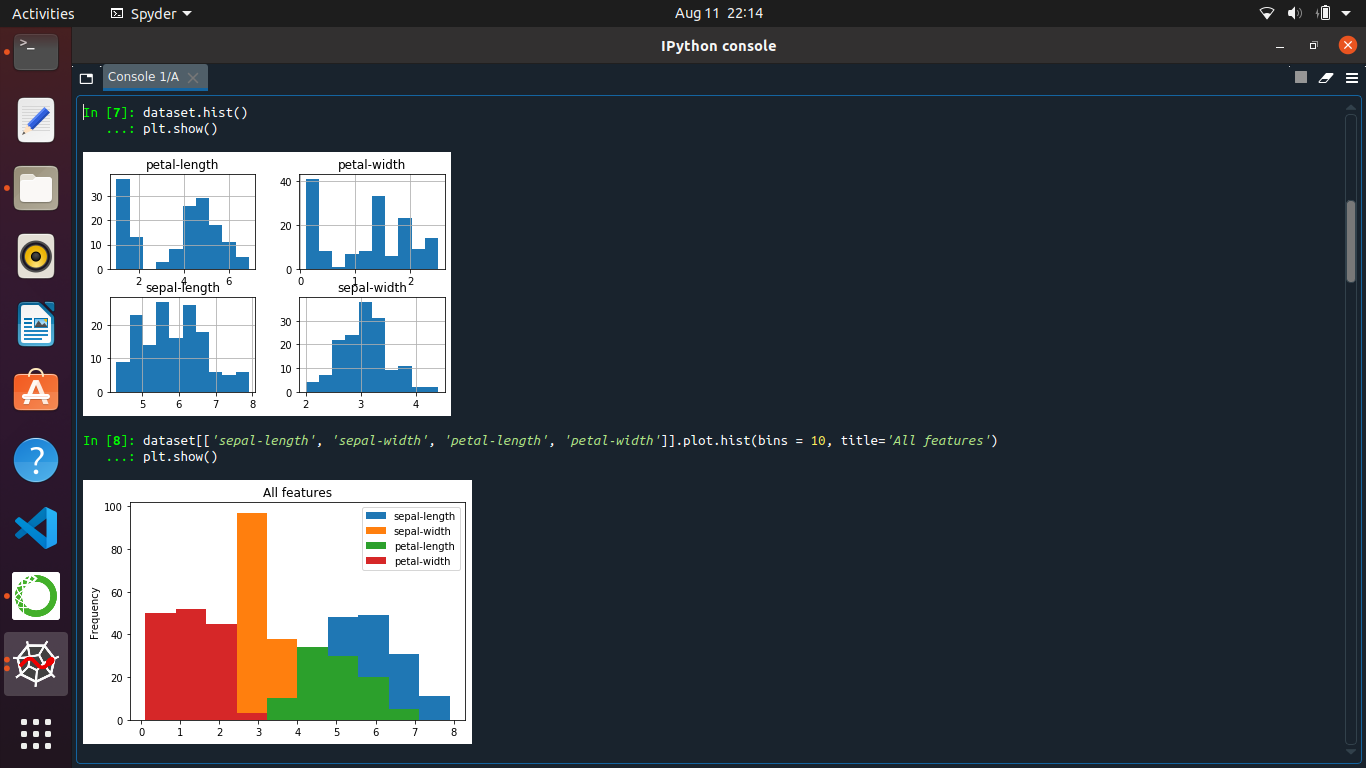 Activities Spyder Aug 11 22:14
IPython console
Console 1/A
In [7]: dataset.hist()
...: plt.show()
petal-length petal-width
30
20
10
0
2 4 6
40
20
0
0 1 2
sepal-length sepal-width
20
10
0
5 6 7 8
30
20
10
0
2 3 4
In [8]: dataset[['sepal-length', 'sepal-width', 'petal-length', 'petal-width']].plot.hist(bins = 10, title='All features')
...: plt.show()
All features
sepal-length
sepal-width
petal-length
petal-width
Frequency
100
80
60
40
20
0
0 1 2 3 4 5 6 7 8